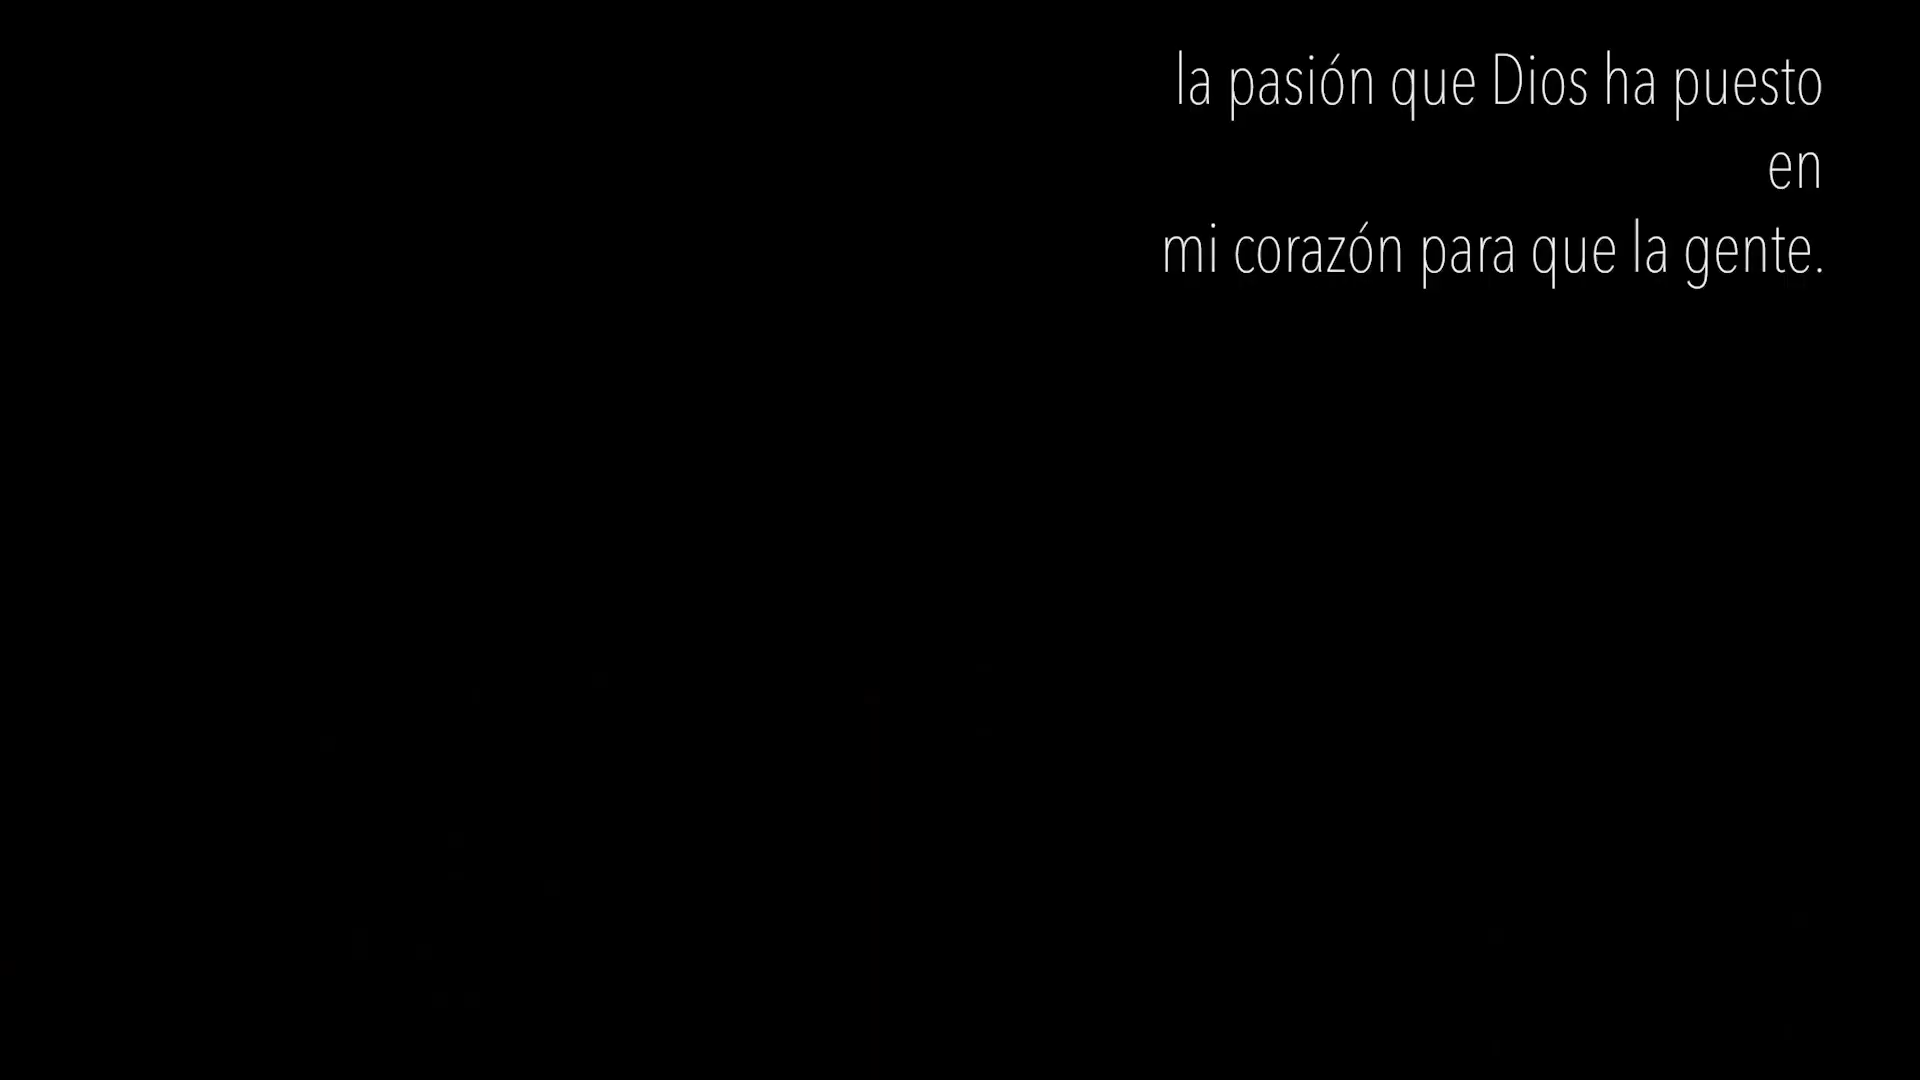 la pasión que Dios ha puesto
en
mi corazón para que la gente.